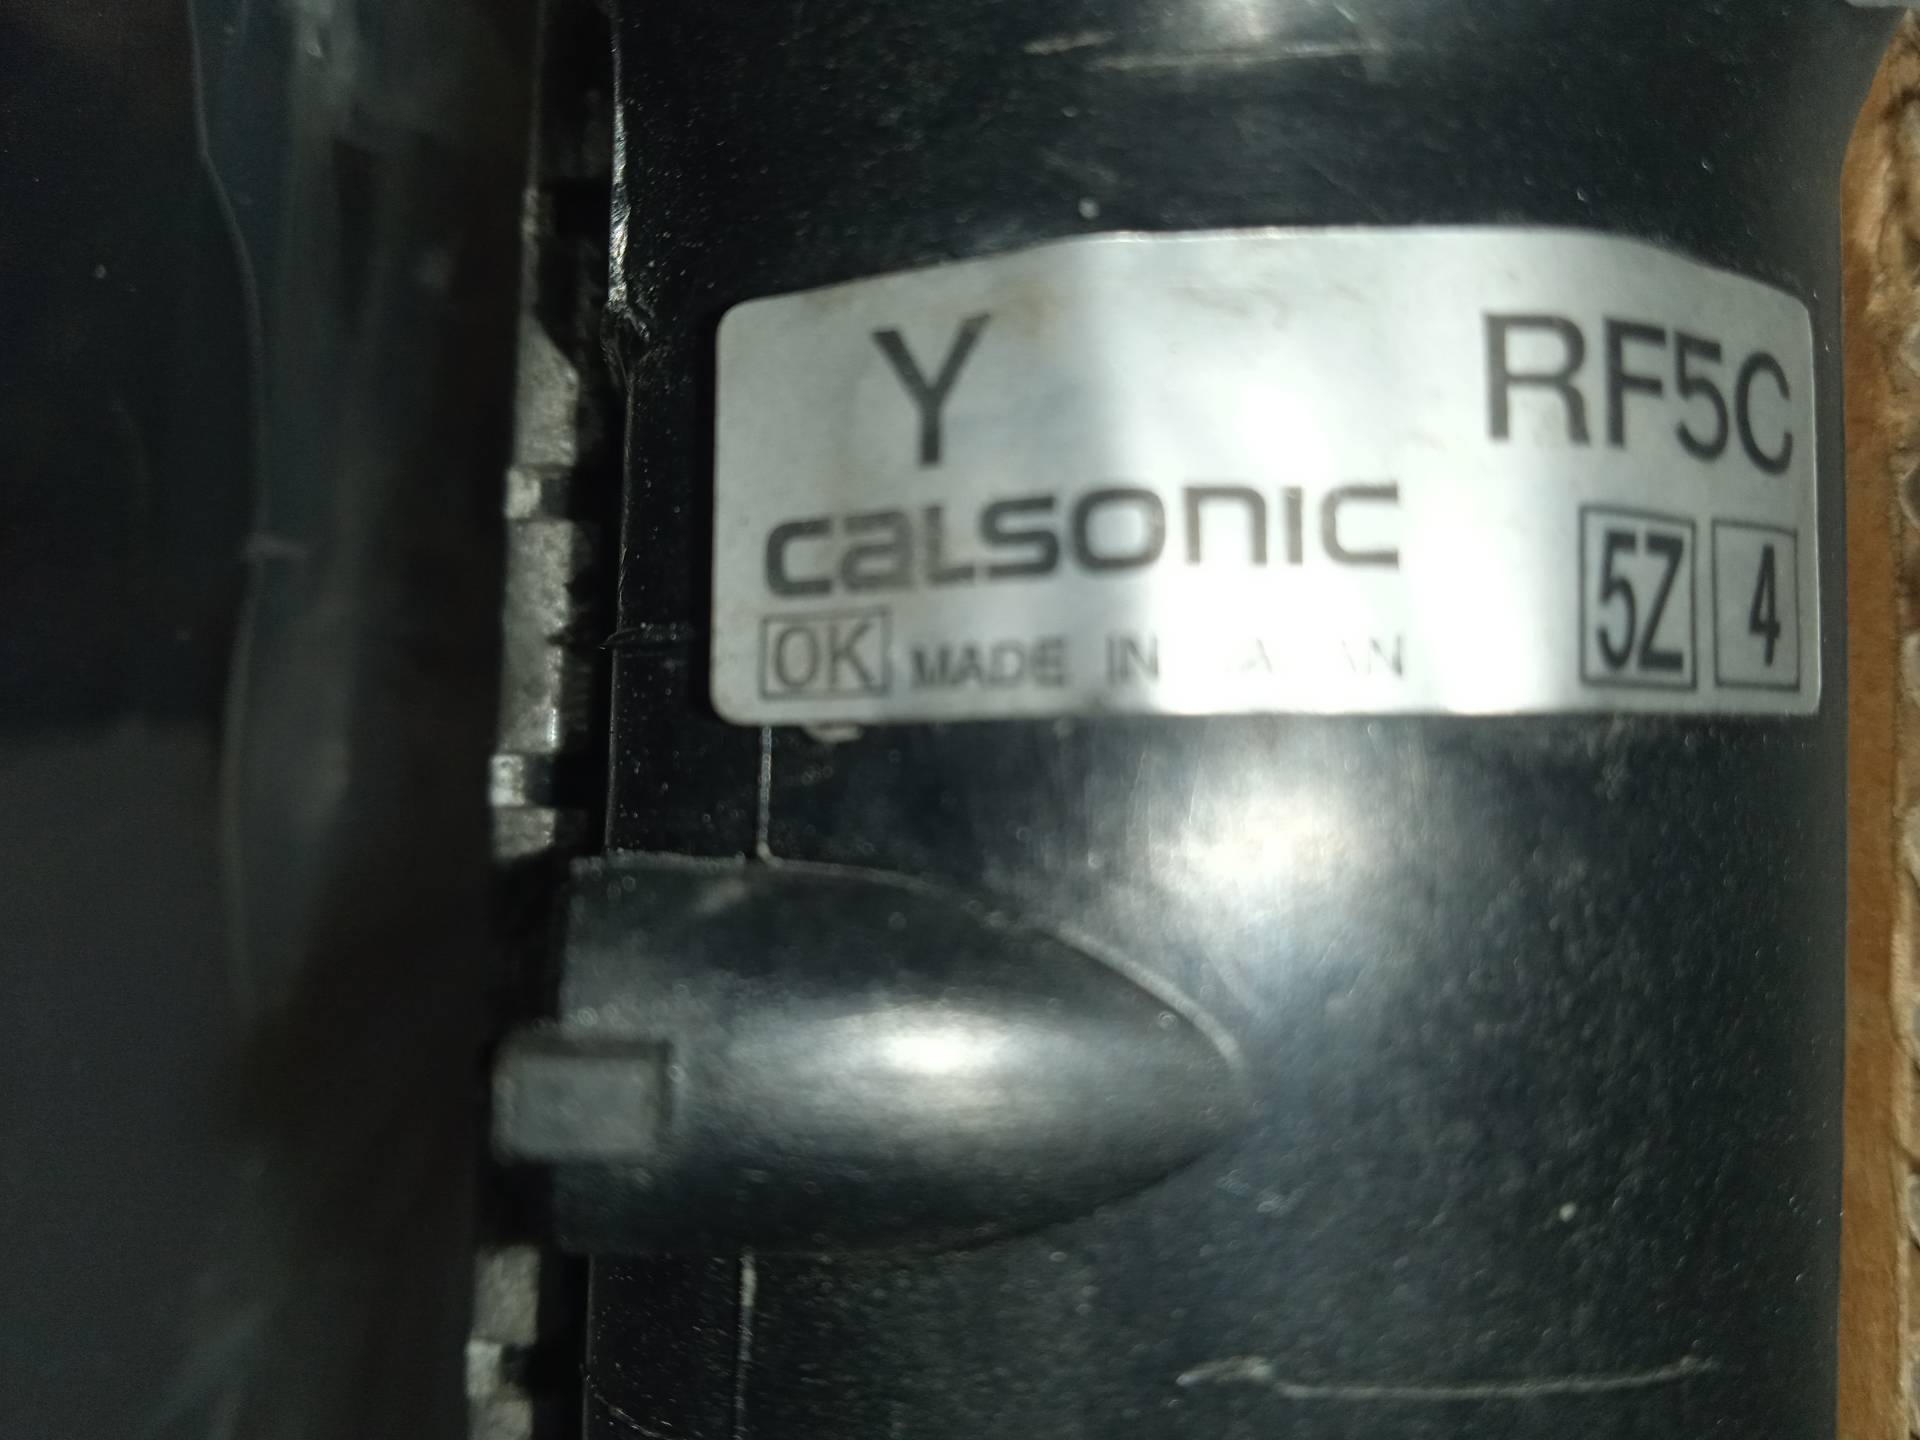 Y RF5C
calsonic 5Z 4
OK MADE IN